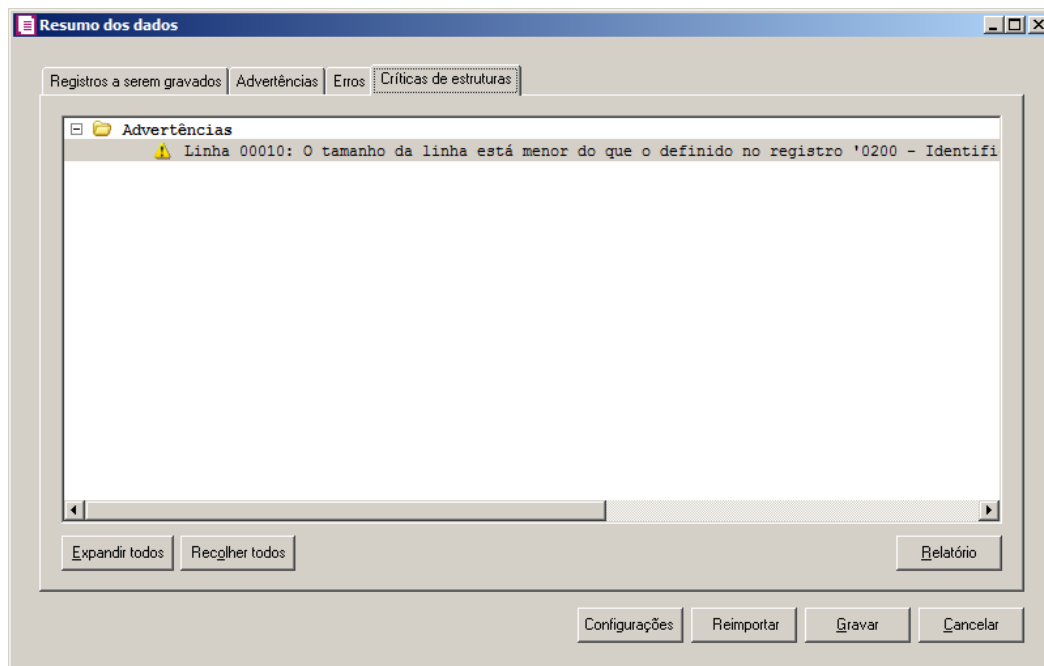 Resumo dos dados
Registros a serem gravados Advertências Erros Críticas de estruturas
Advertências
Linha 00010: O tamanho da linha está menor do que o definido no registro '0200 - Identifi
Expandir todos Recolher todos Relatório
Configurações Reimportar Gravar Cancelar